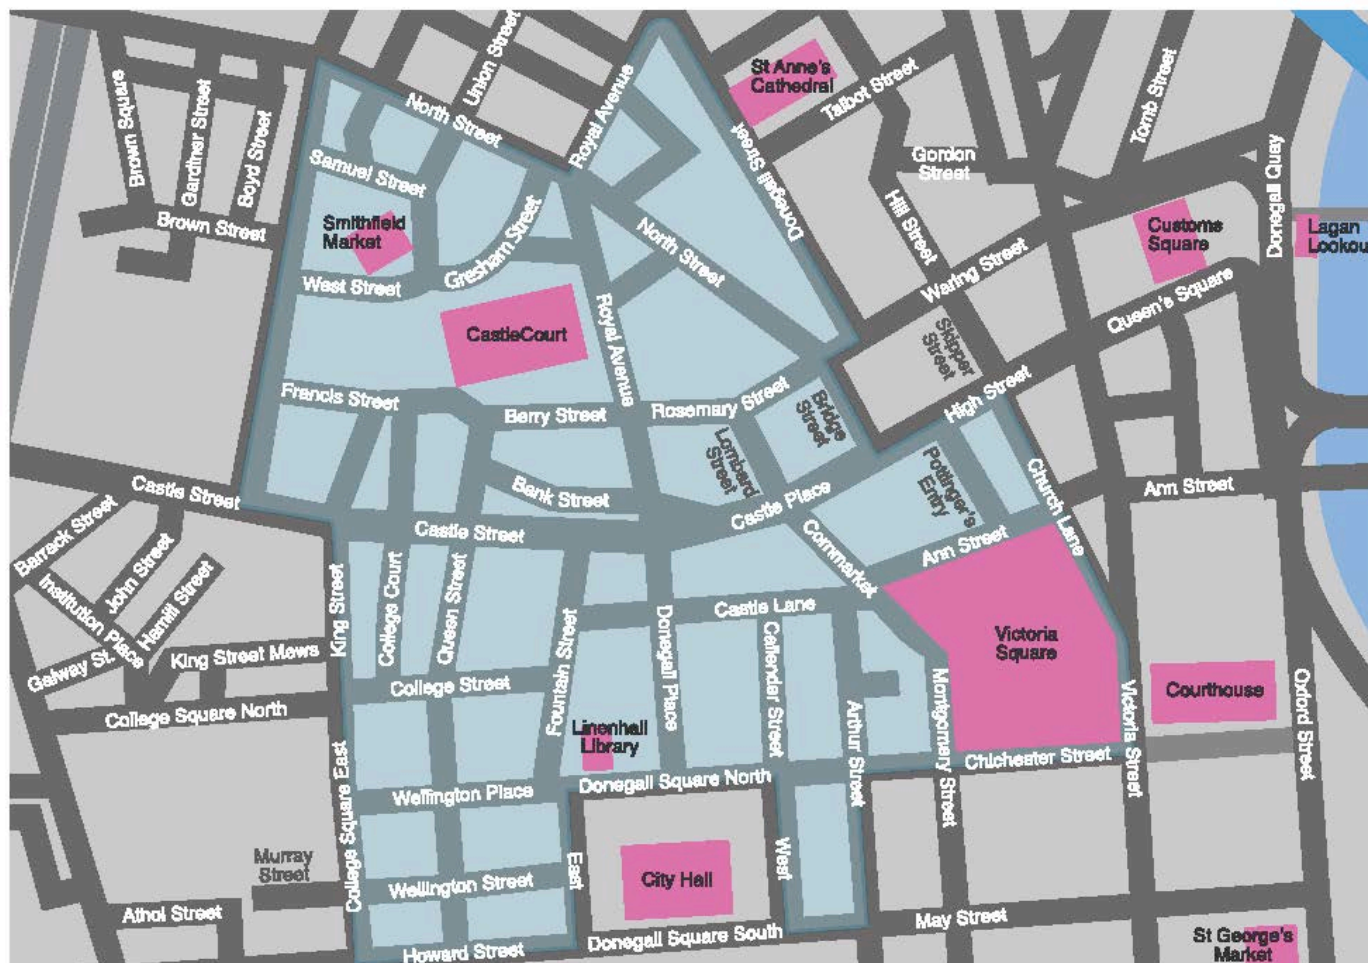 Union Street
North Street
Royal Avenue
St Anne's
Cathedral
Talbot Street
Tomb Street
Donegall Quay
Brown Square
Gardiner Street
Boyd Street
Brown Street
Samuel Street
Smithfield
Market
West Street
Gresham Street
North Street
Donegall Street
Gordon
Street
Hill Street
Waring Street
Customs
Square
Queen's Square
Lagan
Lookou
CastleCourt
Royal Avenue
Skipper
Street
High Street
Francis Street
Berry Street
Rosemary Street
Bridge
Street
Lombard
Street
Bank Street
Castle Street
Castle Street
Castle Place
Pottinger's
Entry
Church Lane
Ann Street
Ann Street
Cornmarket
Barrack Street
John Street
Institution Place
Hamill Street
Galway St.
King Street Mews
King Street
College Court
Queen Street
Fountain Street
Castle Lane
Donegall Place
Callender Street
Arthur Street
Montgomery Street
Victoria
Square
Victoria Street
Courthouse
Oxford Street
College Square North
College Street
Linenhall
Library
Chichester Street
Donegall Square North
Wellington Place
College Square East
Murray
Street
Wellington Street
East
City Hall
West
Athol Street
Howard Street
Donegall Square South
May Street
St George's
Market